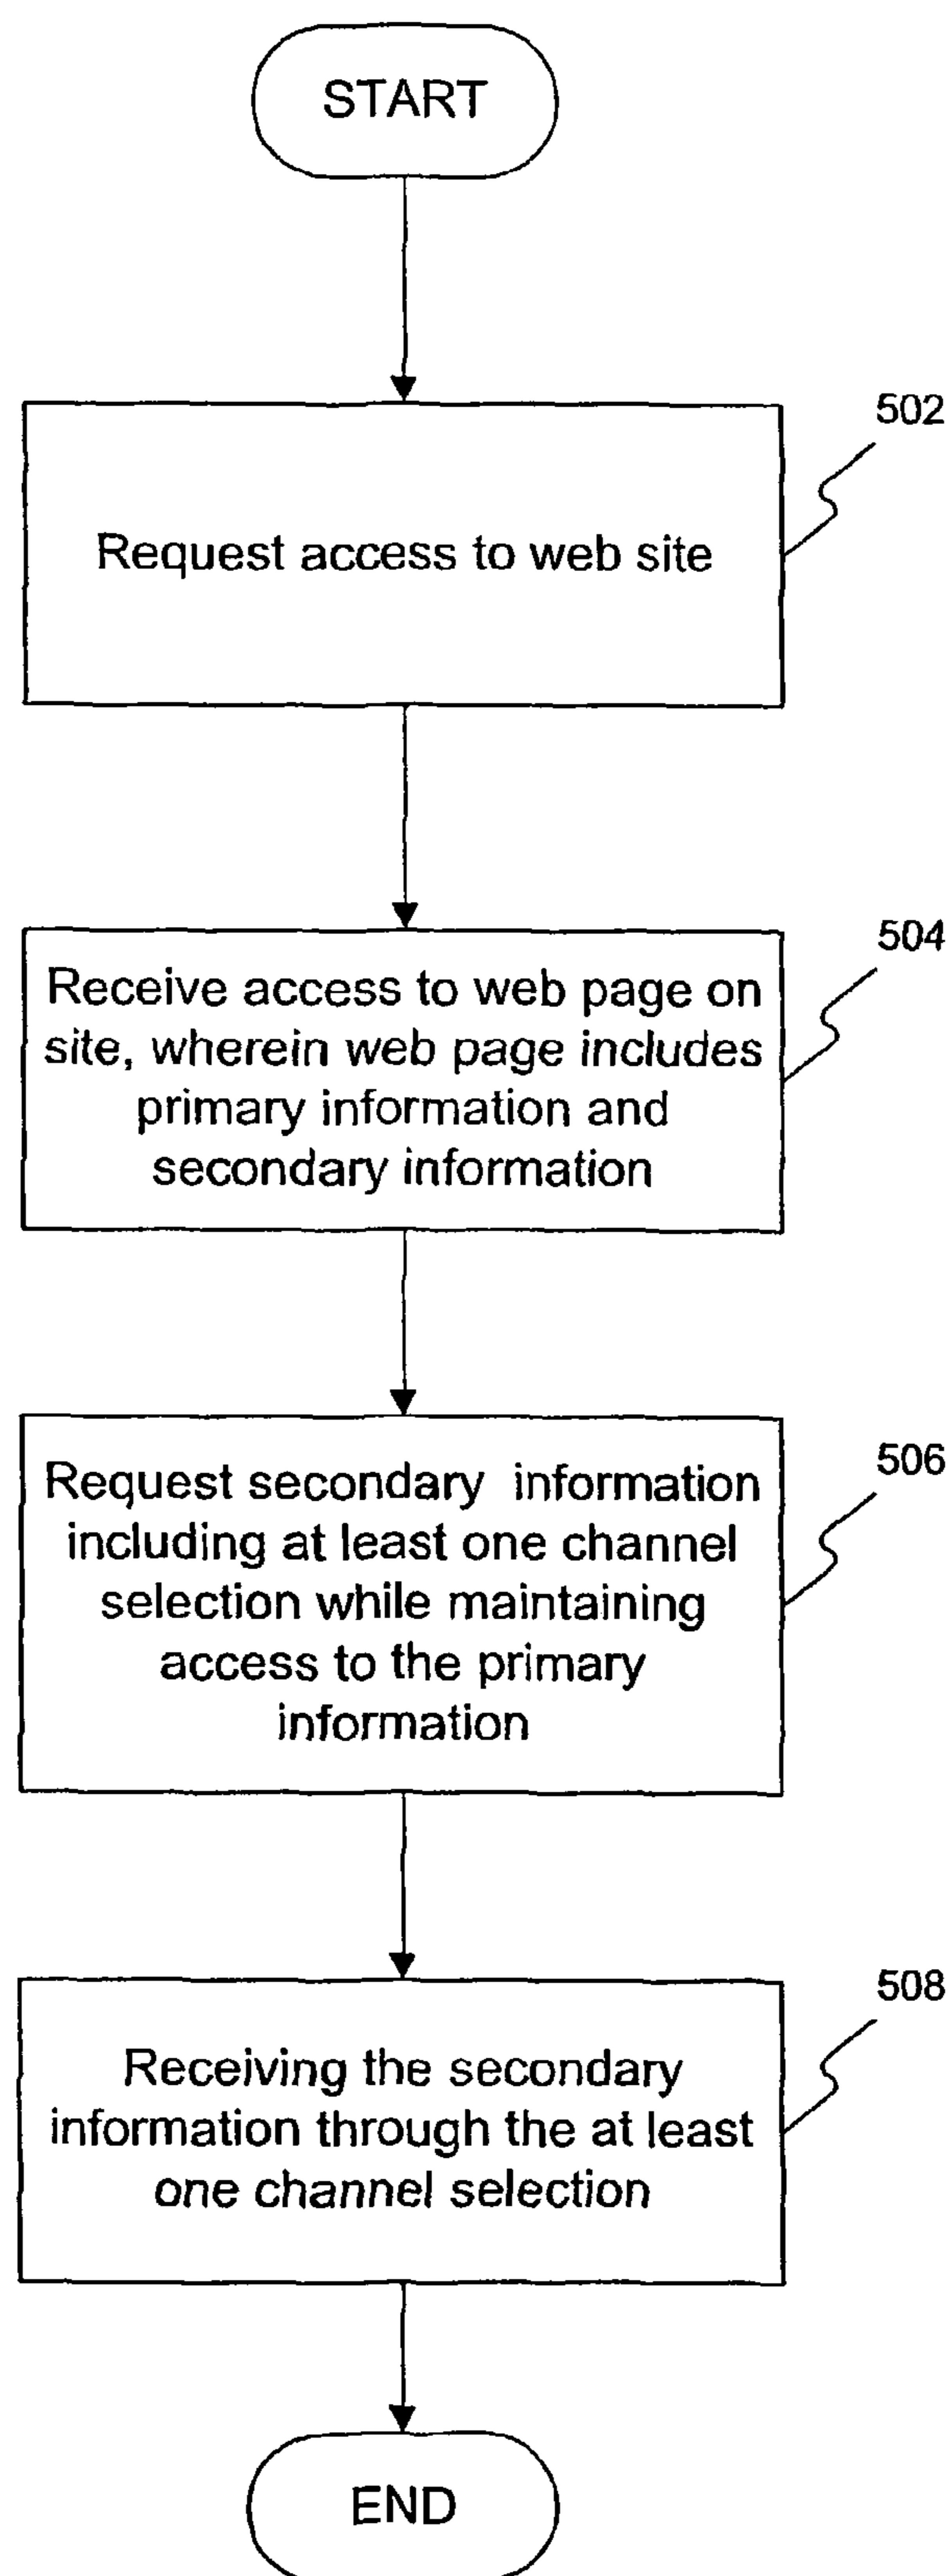 START
502
Request access to web site
504
Receive access to web page on
site, wherein web page includes
primary information and
secondary information
506
Request secondary information
including at least one channel
selection while maintaining
access to the primary
information
508
Receiving the secondary
information through the at least
one channel selection
END